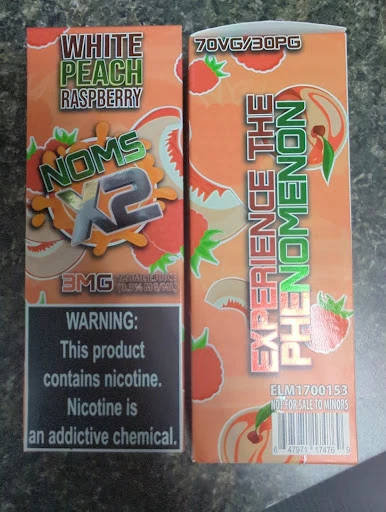 WHITE
PEACH
RASPBERRY
NOMS
X2
3MG
WARNING:
This product
contains nicotine.
Nicotine is
an addictive chemical.
70VG/30PG
EXPERIENCE THE
PHENOMENON
ELM1700153
NOT FOR SALE TO MINORS